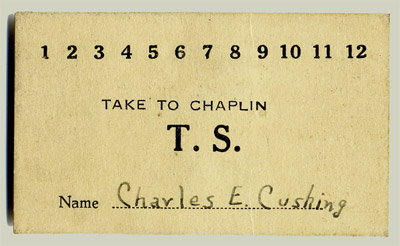 1 2 3 4 5 6 7 8 9 10 11 12
TAKE TO CHAPLIN
T. S.
Name Charles E. Cushing